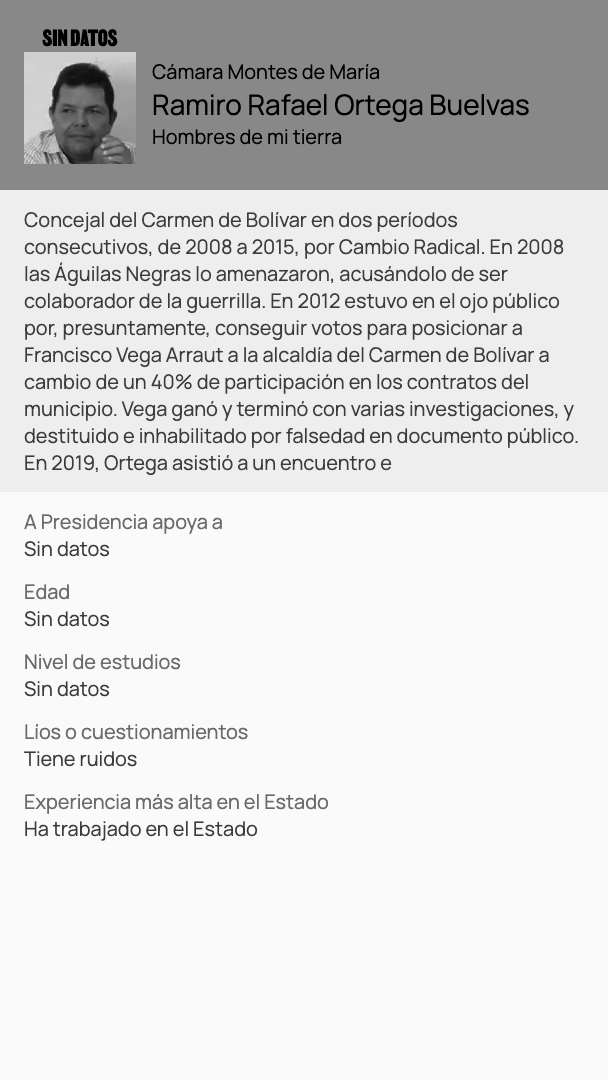 SIN DATOS
Cámara Montes de María
Ramiro Rafael Ortega Buelvas
Hombres de mi tierra
Concejal del Carmen de Bolívar en dos períodos
consecutivos, de 2008 a 2015, por Cambio Radical. En 2008
las Águilas Negras lo amenazaron, acusándolo de ser
colaborador de la guerrilla. En 2012 estuvo en el ojo público
por, presuntamente, conseguir votos para posicionar a
Francisco Vega Arraut a la alcaldía del Carmen de Bolívar a
cambio de un 40% de participación en los contratos del
municipio. Vega ganó y terminó con varias investigaciones, y
destituido e inhabilitado por falsedad en documento público.
En 2019, Ortega asistió a un encuentro e
A Presidencia apoya a
Sin datos
Edad
Sin datos
Nivel de estudios
Sin datos
Líos o cuestionamientos
Tiene ruidos
Experiencia más alta en el Estado
Ha trabajado en el Estado